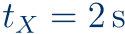 t_X = 2 s